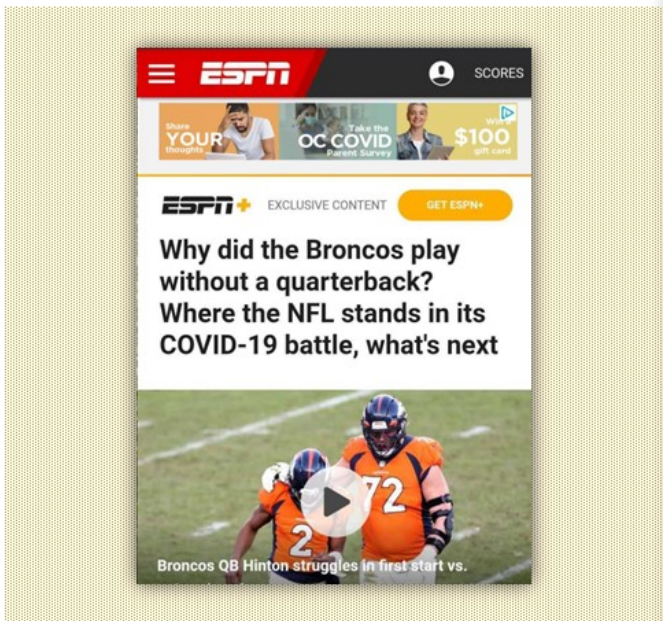 ESPN
SCORES
Share
YOUR
thoughts
Take the
OC COVID
Parent Survey
Win a
$100
gift card
ESPN+ EXCLUSIVE CONTENT GET ESPN+
Why did the Broncos play
without a quarterback?
Where the NFL stands in its
COVID-19 battle, what's next
2
72
Broncos QB Hinton struggles in first start vs.